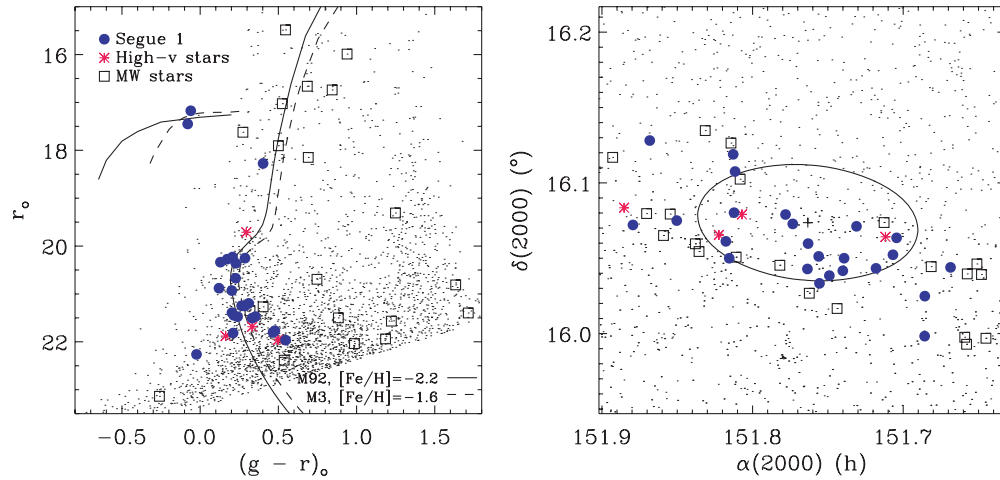 Segue 1
High-v stars
MW stars
M92, [Fe/H]=-2.2
M3, [Fe/H]=-1.6
16
18
20
22
r₀
-0.5 0.0 0.5 1.0 1.5
(g - r)₀
16.2
16.1
16.0
δ(2000) (°)
151.9 151.8 151.7
α(2000) (h)